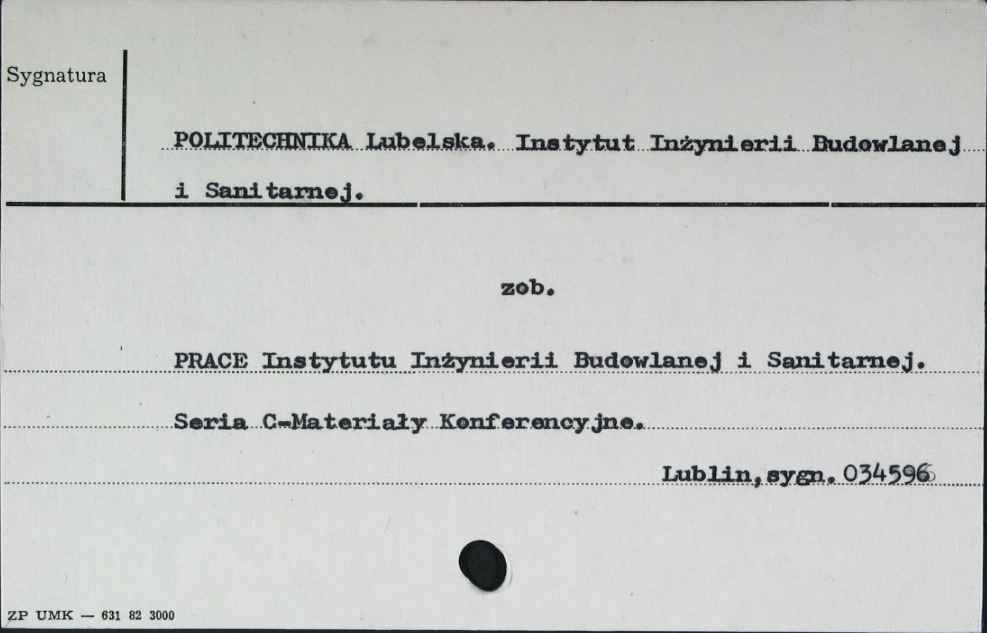 Sygnatura
POLITECHNIKA Lubelska. Instytut Inżynierii Budowlanej
i Sanitarnej.
zob.
PRACE Instytutu Inżynierii Budowlanej i Sanitarnej.
Seria C-Materiały Konferencyjne.
Lublin, sygn. 034596
ZP UMK — 631 82 3000